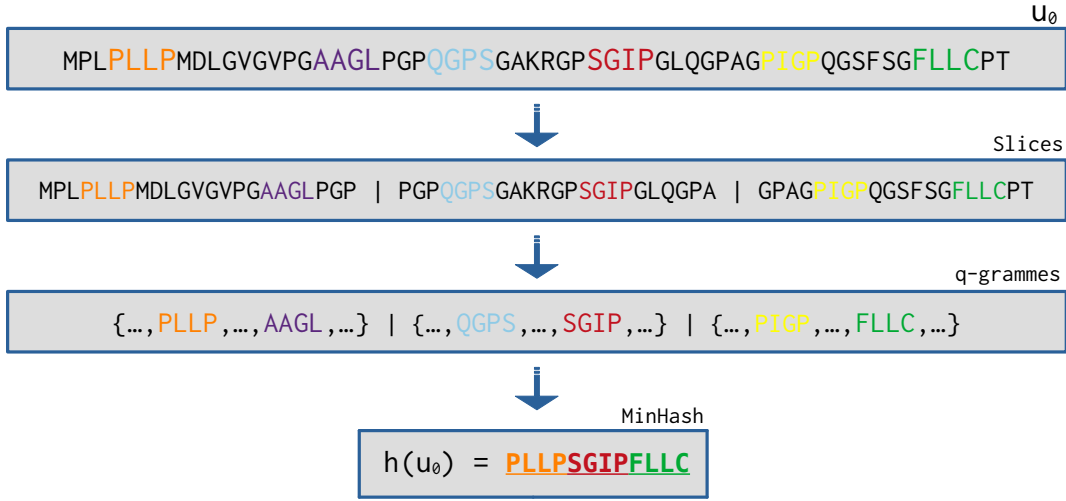 u₀
MPLPLLPMDLGVGVPGAAGLPGPQGPSGAKRGPSGIPGLQGPAGPIGPQGSFSGFLLCPT
Slices
MPLPLLPMDLGVGVPGAAGLPGP | PGPQGPSGAKRGPSGIPGLQGPA | GPAGPIGPQGSFSGFLLCPT
q-grammes
{…,PLLP,…,AAGL,…} | {…,QGPS,…,SGIP,…} | {…,PIGP,…,FLLC,…}
MinHash
h(u₀) = PLLPSGIPFLLC